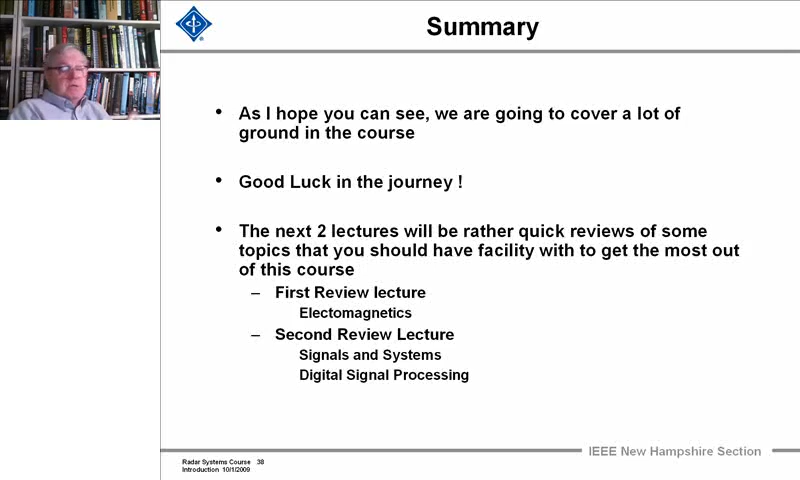 Summary
• As I hope you can see, we are going to cover a lot of
ground in the course
• Good Luck in the journey !
• The next 2 lectures will be rather quick reviews of some
topics that you should have facility with to get the most out
of this course
– First Review lecture
Electomagnetics
– Second Review Lecture
Signals and Systems
Digital Signal Processing
IEEE New Hampshire Section
Radar Systems Course 38
Introduction 10/1/2009